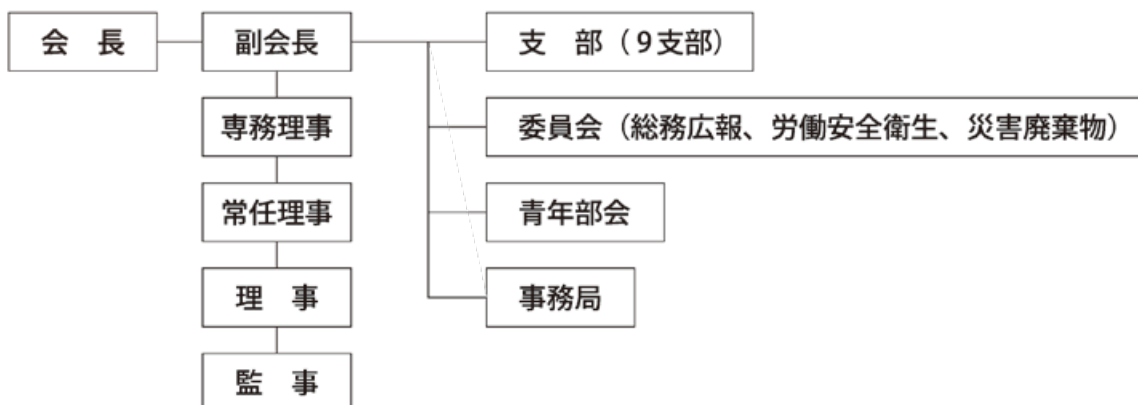 会　長
副会長
専務理事
常任理事
理　事
監　事
支　部（９支部）
委員会（総務広報、労働安全衛生、災害廃棄物）
青年部会
事務局